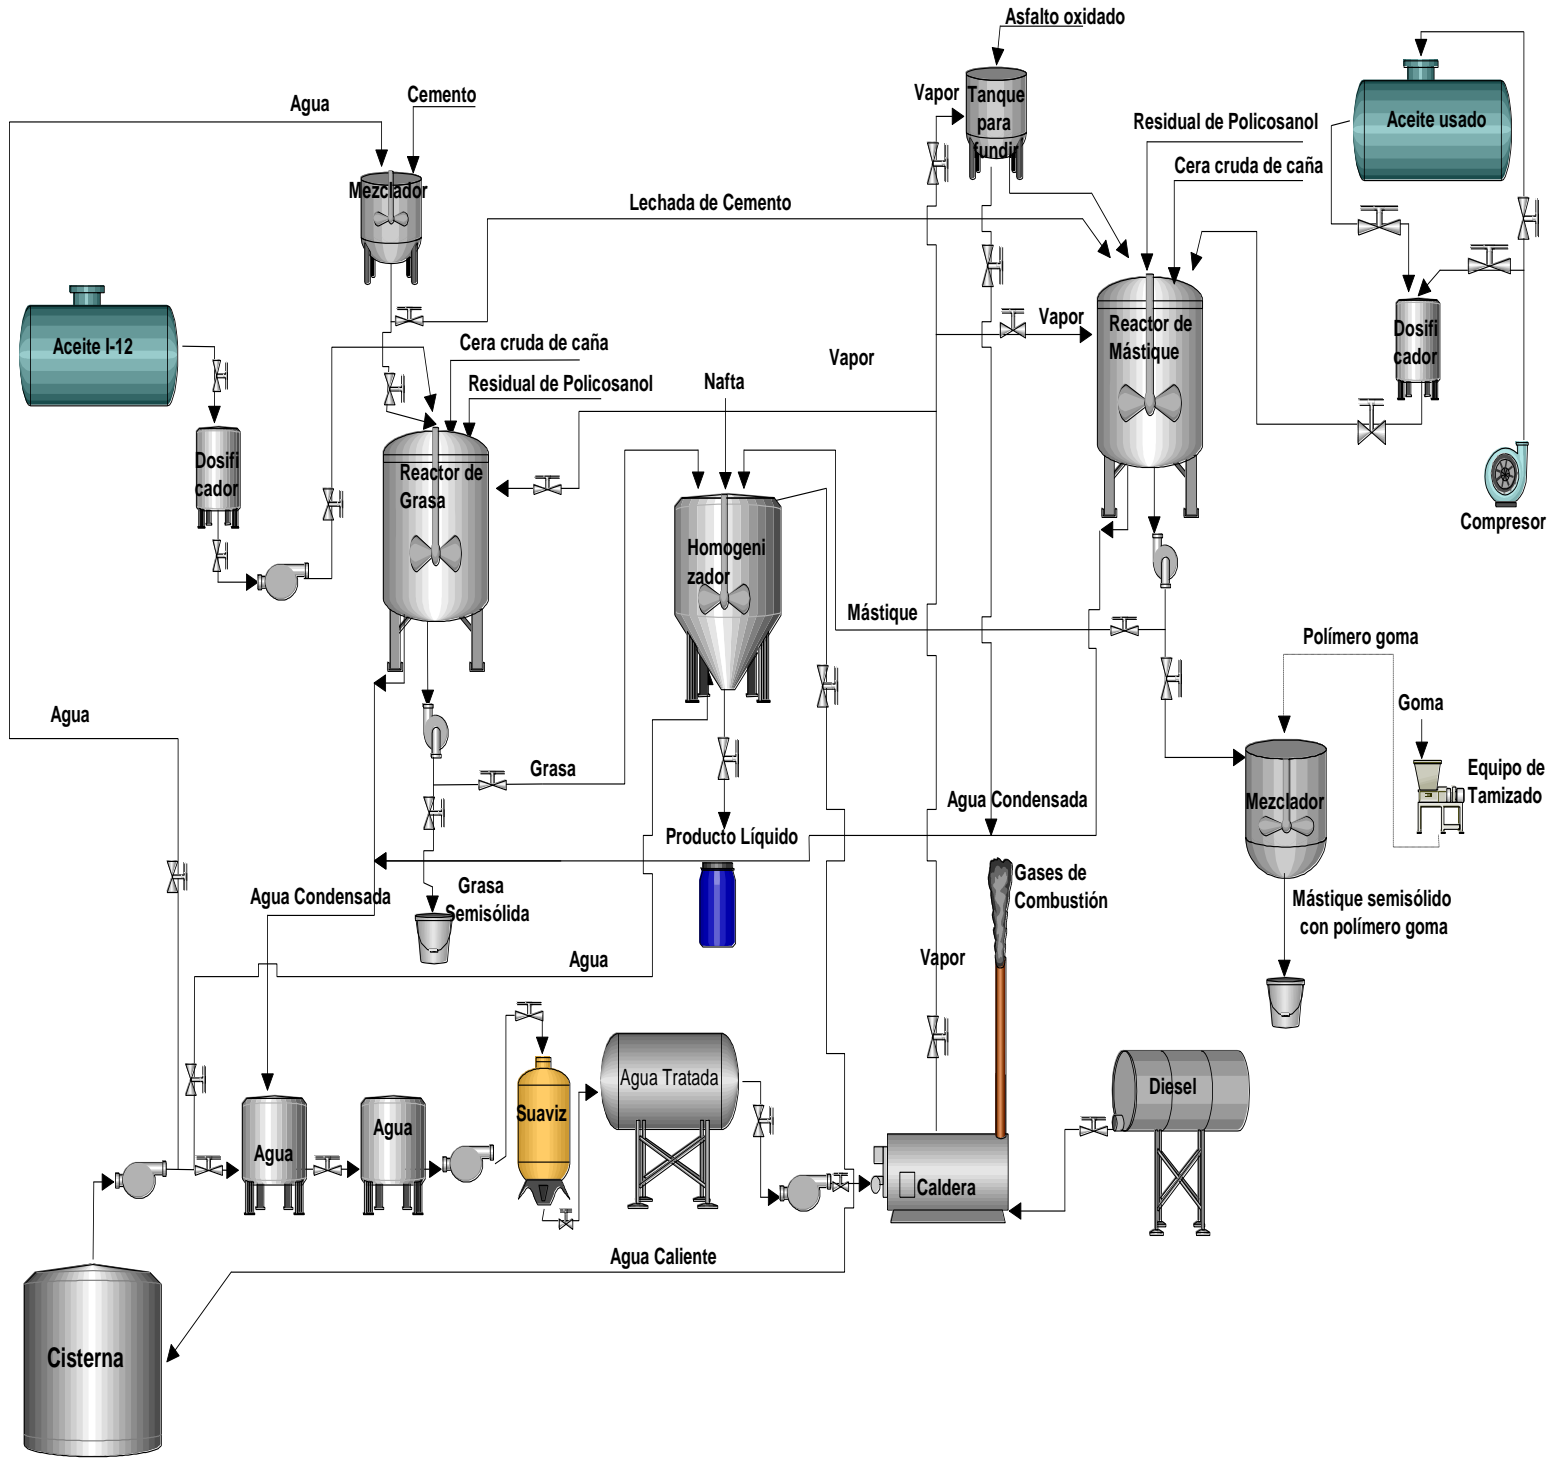 Asfalto oxidado
Vapor
Tanque
para
fundir
Agua
Cemento
Aceite usado
Residual de Policosanol
Cera cruda de caña
Mezclador
Lechada de Cemento
Aceite I-12
Vapor
Reactor de
Mástique
Dosifi
cador
Cera cruda de caña
Vapor
Residual de Policosanol
Nafta
Dosifi
cador
Reactor de
Grasa
Compresor
Homogeni
zador
Mástique
Polímero goma
Agua
Goma
Grasa
Equipo de
Tamizado
Agua Condensada
Mezclador
Producto Líquido
Gases de
Combustión
Agua Condensada
Grasa
Semisólida
Mástique semisólido
con polímero goma
Agua
Vapor
Agua Tratada
Diesel
Suaviz
Agua
Agua
Caldera
Agua Caliente
Cisterna